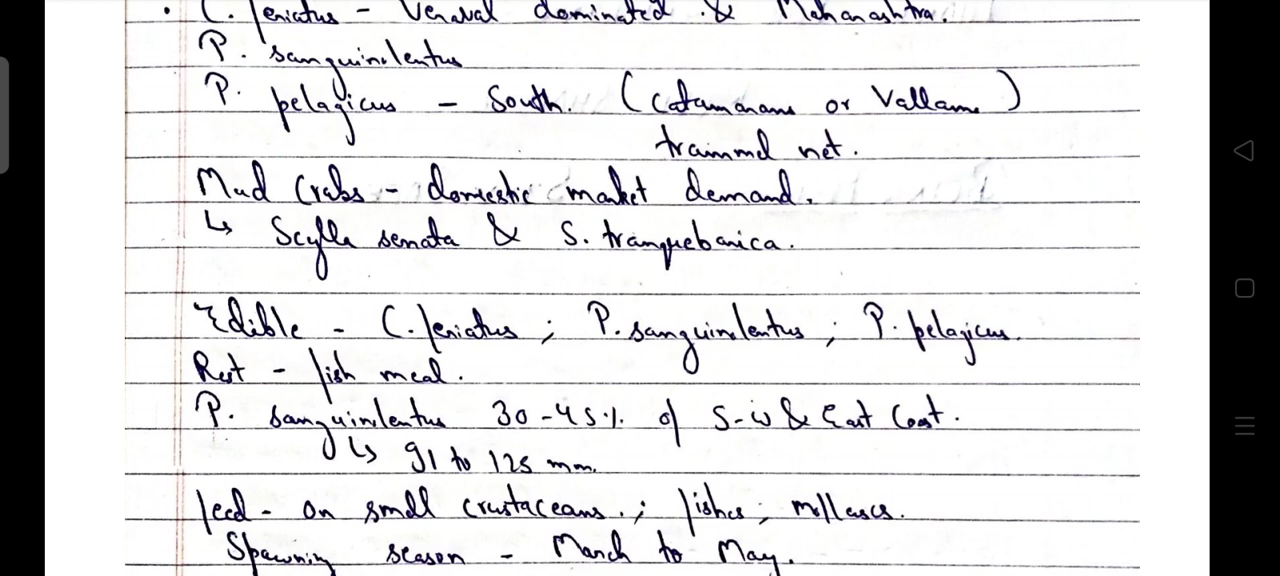 • C. feriatus - Veraval dominated & Maharashtra.
P. sanguinolentus
P. pelagicus - South. (Catamarans or Vallams)
trammel net.
Mud Crabs - domestic market demand.
↳ Scylla serrata & S. tranquebarica.
Edible - C. feriatus ; P. sanguinolentus ; P. pelagicus.
Rest - fish meal.
P. sanguinolentus 30-45% of S-W & East Coast.
↳ 91 to 125 mm.
feed - on small crustaceans. ; fishes ; molluscs.
Spawning season - March to May.